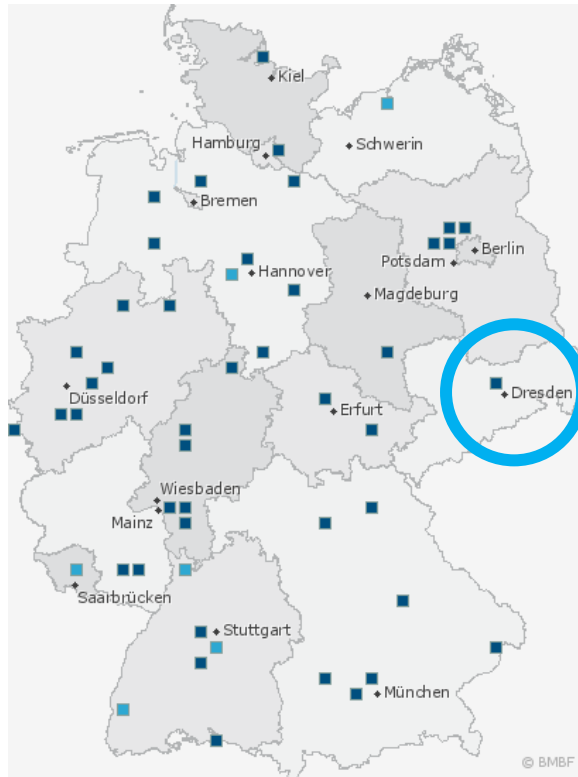 Kiel
Hamburg
Schwerin
Bremen
Berlin
Potsdam
Hannover
Magdeburg
Düsseldorf
Erfurt
Dresden
Wiesbaden
Mainz
Saarbrücken
Stuttgart
München
© BMBF